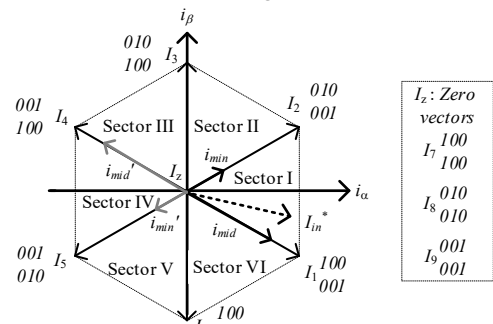 iβ
010
100
I3
001
100
I4
I2
010
001
Sector III
Sector II
imid′
Iz
imin
Sector I
iα
Sector IV
imin′
imid
Iin*
001
010
I5
Sector V
Sector VI
I1
100
001
100
Iz : Zero
vectors
I7
100
100
I8
010
010
I9
001
001